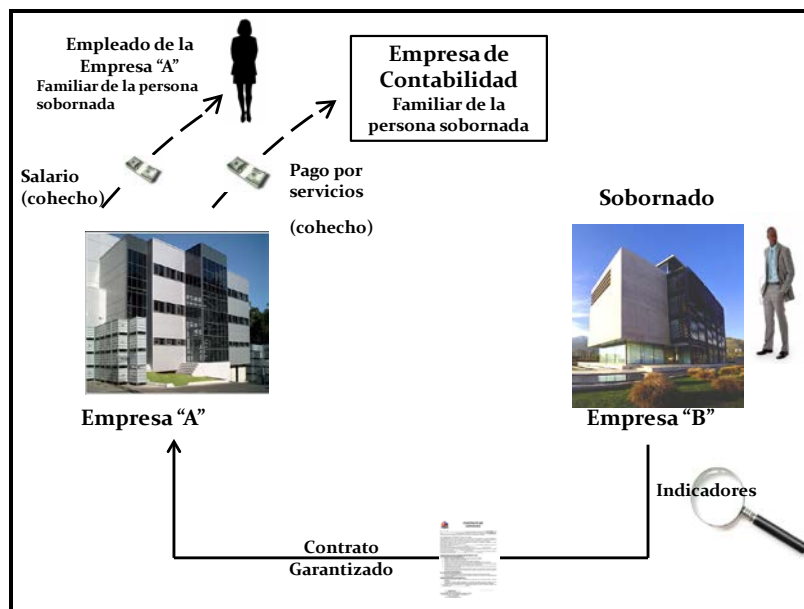 Empleado de la
Empresa “A”
Familiar de la persona
sobornada
Empresa de
Contabilidad
Familiar de la
persona sobornada
Salario
(cohecho)
Pago por
servicios
(cohecho)
Sobornado
Empresa “A”
Empresa “B”
Indicadores
Contrato
Garantizado